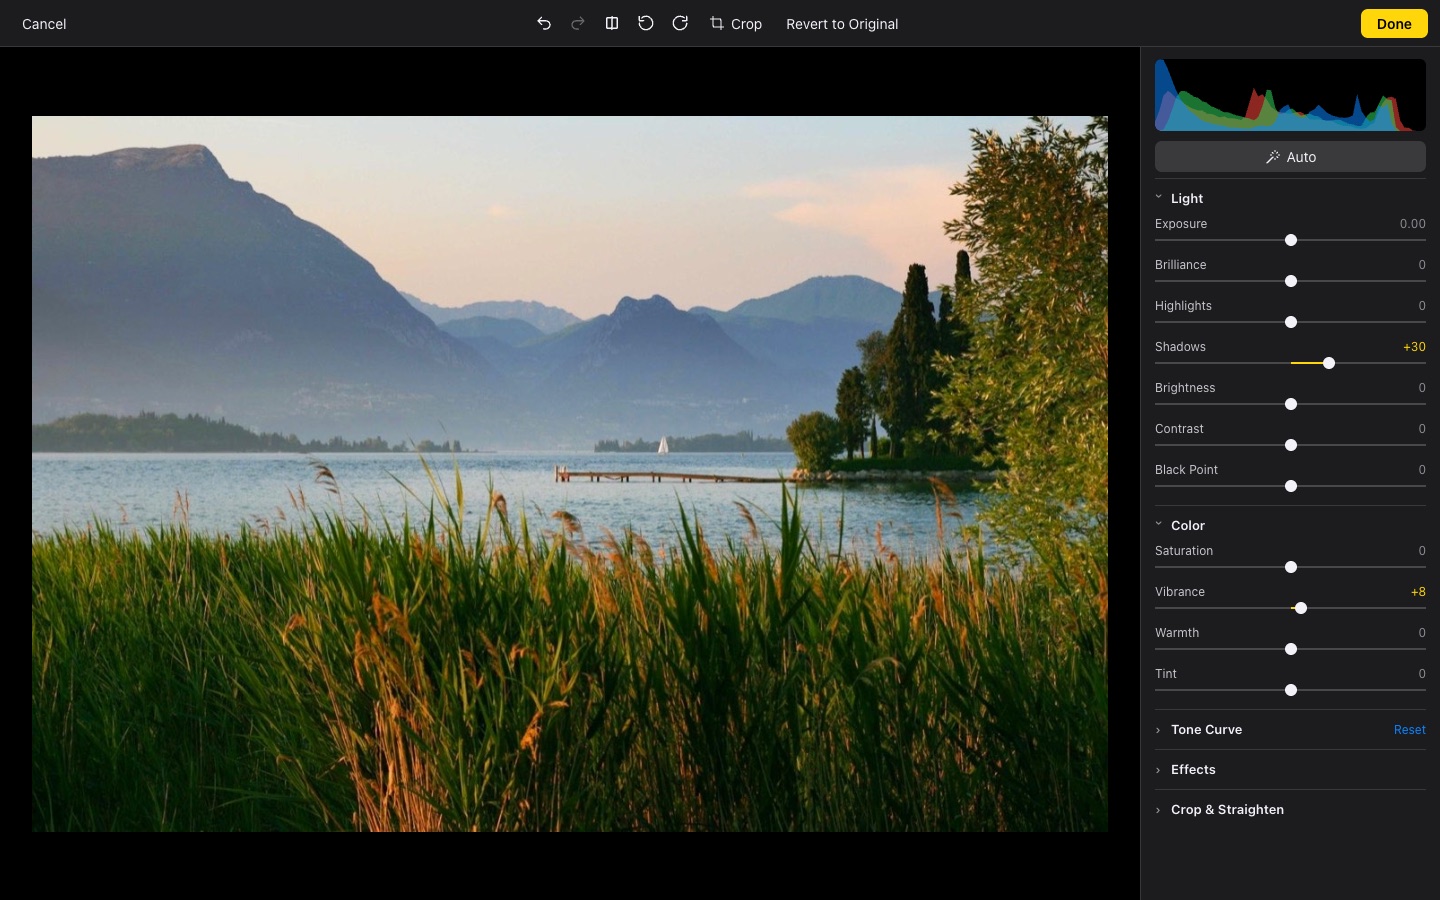 Cancel
Crop
Revert to Original
Done
Auto
Light
Exposure 0.00
Brilliance 0
Highlights 0
Shadows +30
Brightness 0
Contrast 0
Black Point 0
Color
Saturation 0
Vibrance +8
Warmth 0
Tint 0
Tone Curve Reset
Effects
Crop & Straighten